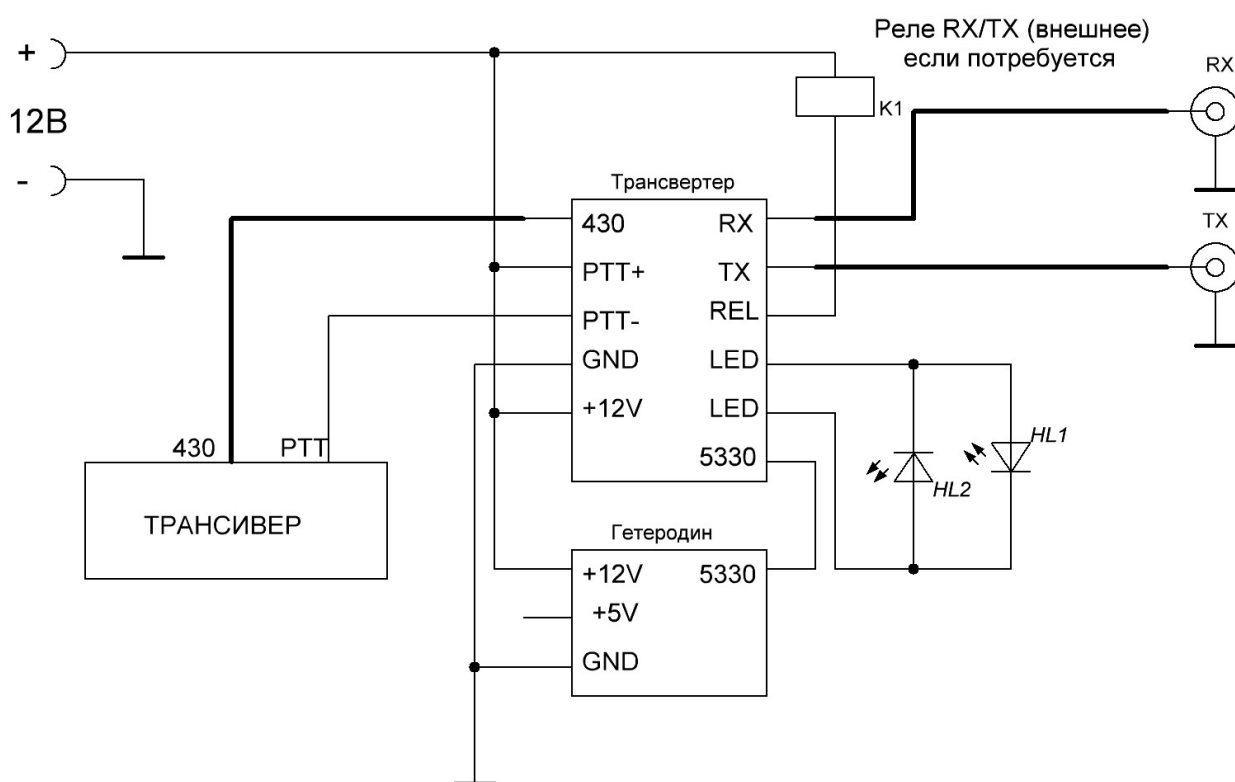 Реле RX/TX (внешнее)
если потребуется
+
12В
-
K1
RX
TX
Трансвертер
430
RX
PTT+
TX
PTT-
REL
GND
LED
+12V
LED
5330
430
PTT
ТРАНСИВЕР
HL1
HL2
Гетеродин
+12V
5330
+5V
GND